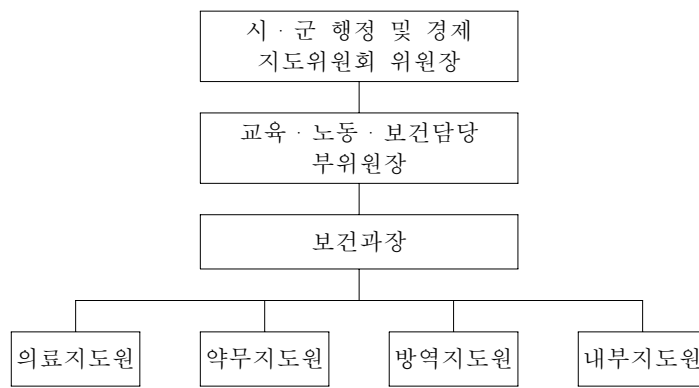 시 · 군 행정 및 경제
지도위원회 위원장
교육 · 노동 · 보건담당
부위원장
보건과장
의료지도원
약무지도원
방역지도원
내부지도원